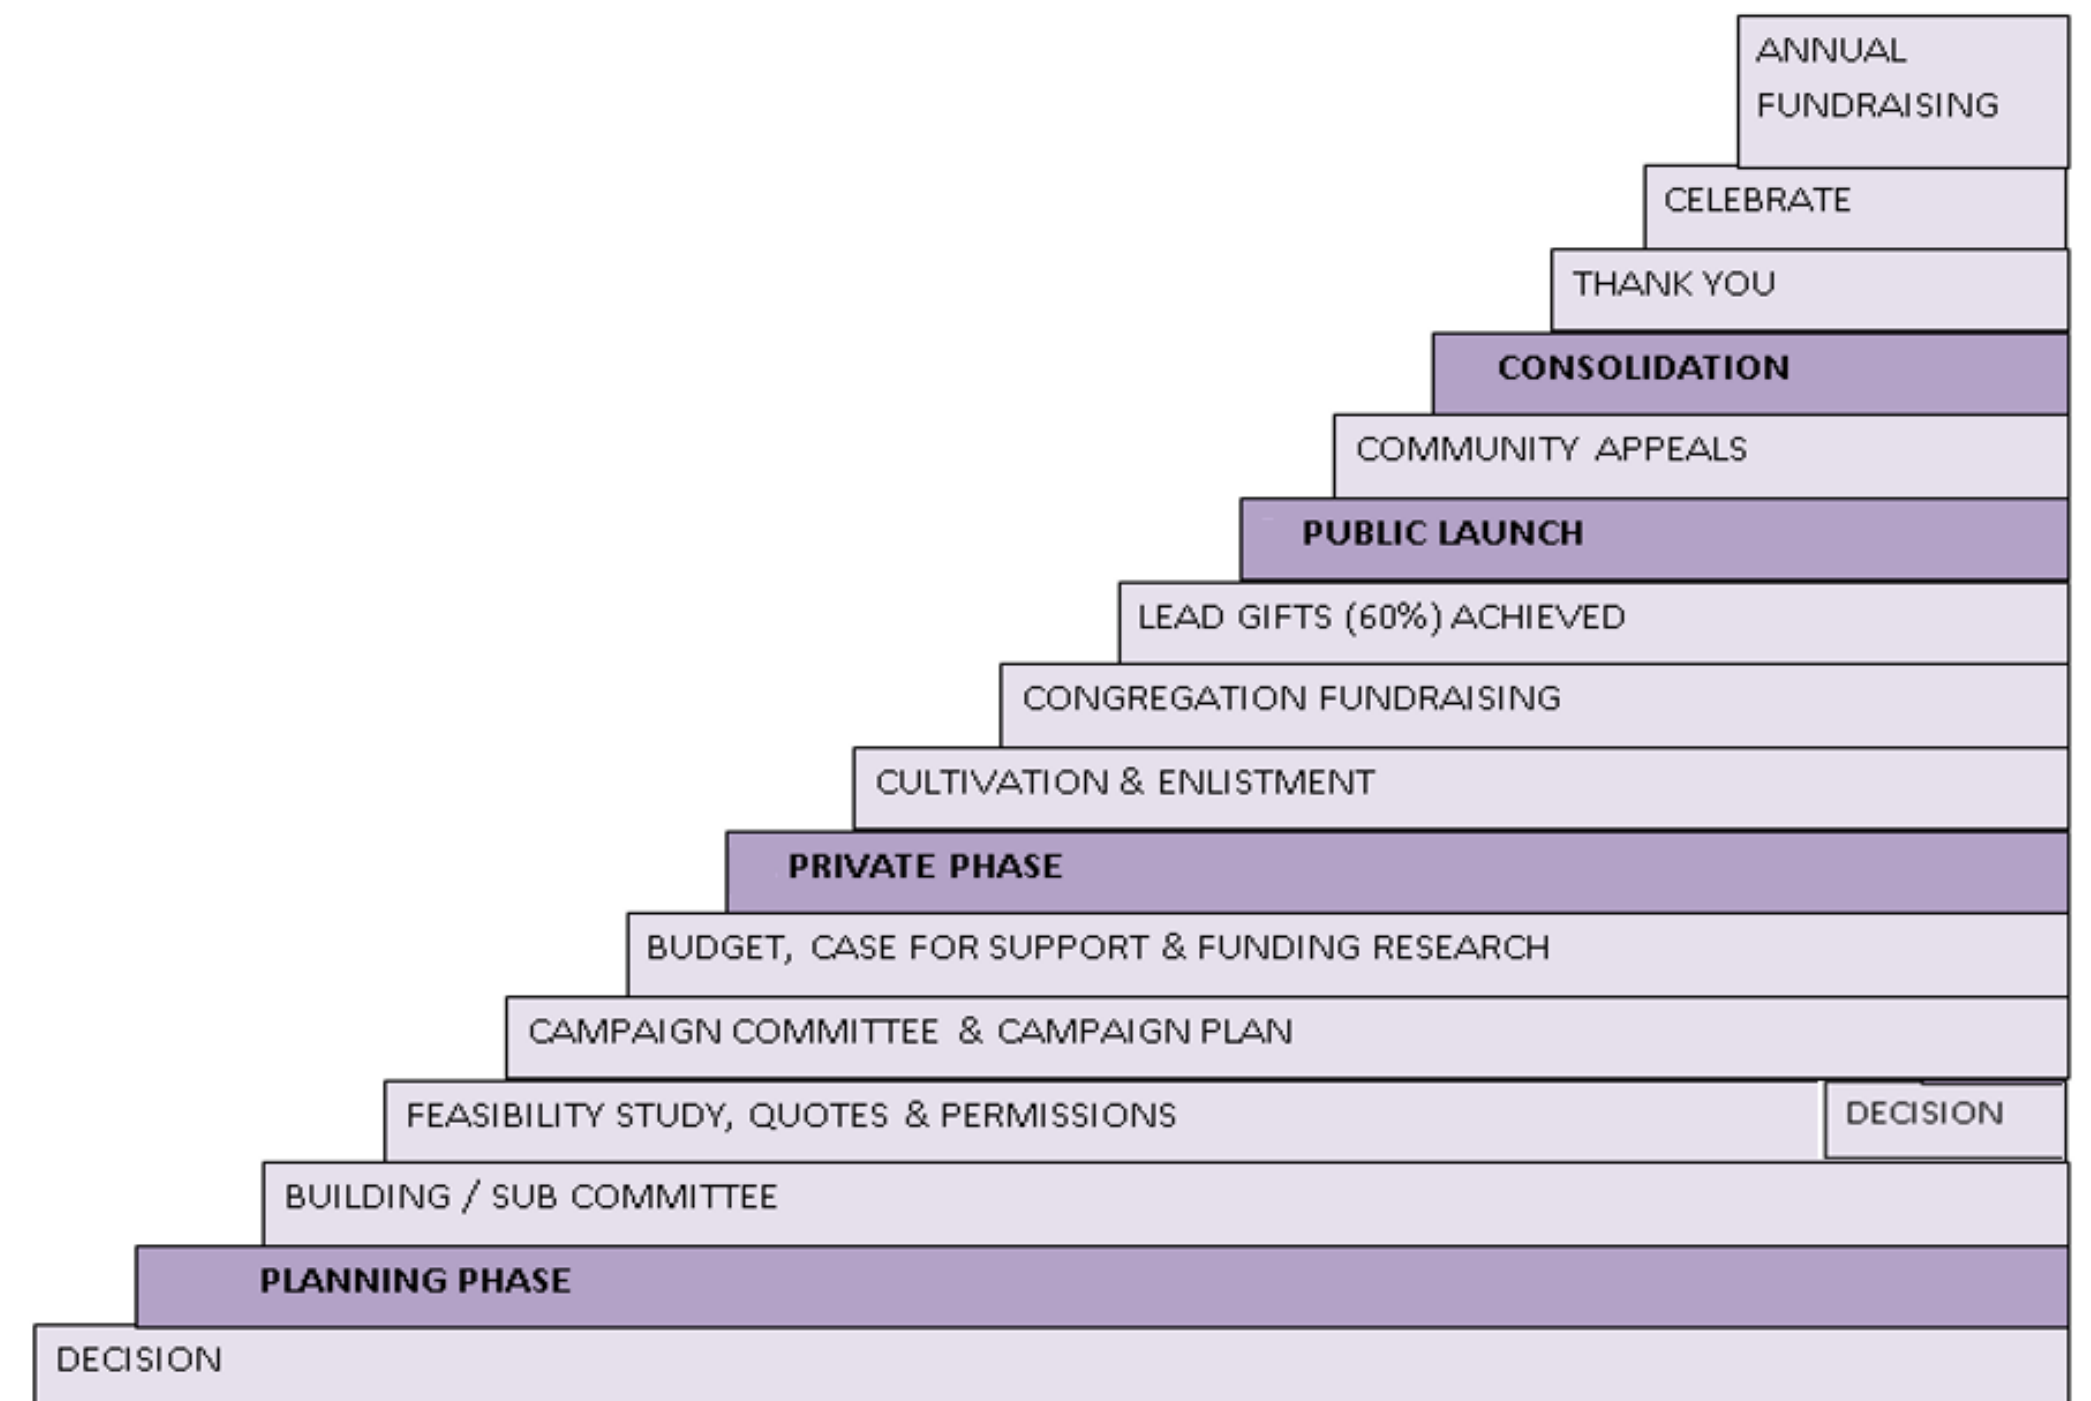 ANNUAL
FUNDRAISING
CELEBRATE
THANK YOU
CONSOLIDATION
COMMUNITY APPEALS
PUBLIC LAUNCH
LEAD GIFTS (60%) ACHIEVED
CONGREGATION FUNDRAISING
CULTIVATION & ENLISTMENT
PRIVATE PHASE
BUDGET, CASE FOR SUPPORT & FUNDING RESEARCH
CAMPAIGN COMMITTEE & CAMPAIGN PLAN
FEASIBILITY STUDY, QUOTES & PERMISSIONS
DECISION
BUILDING / SUB COMMITTEE
PLANNING PHASE
DECISION